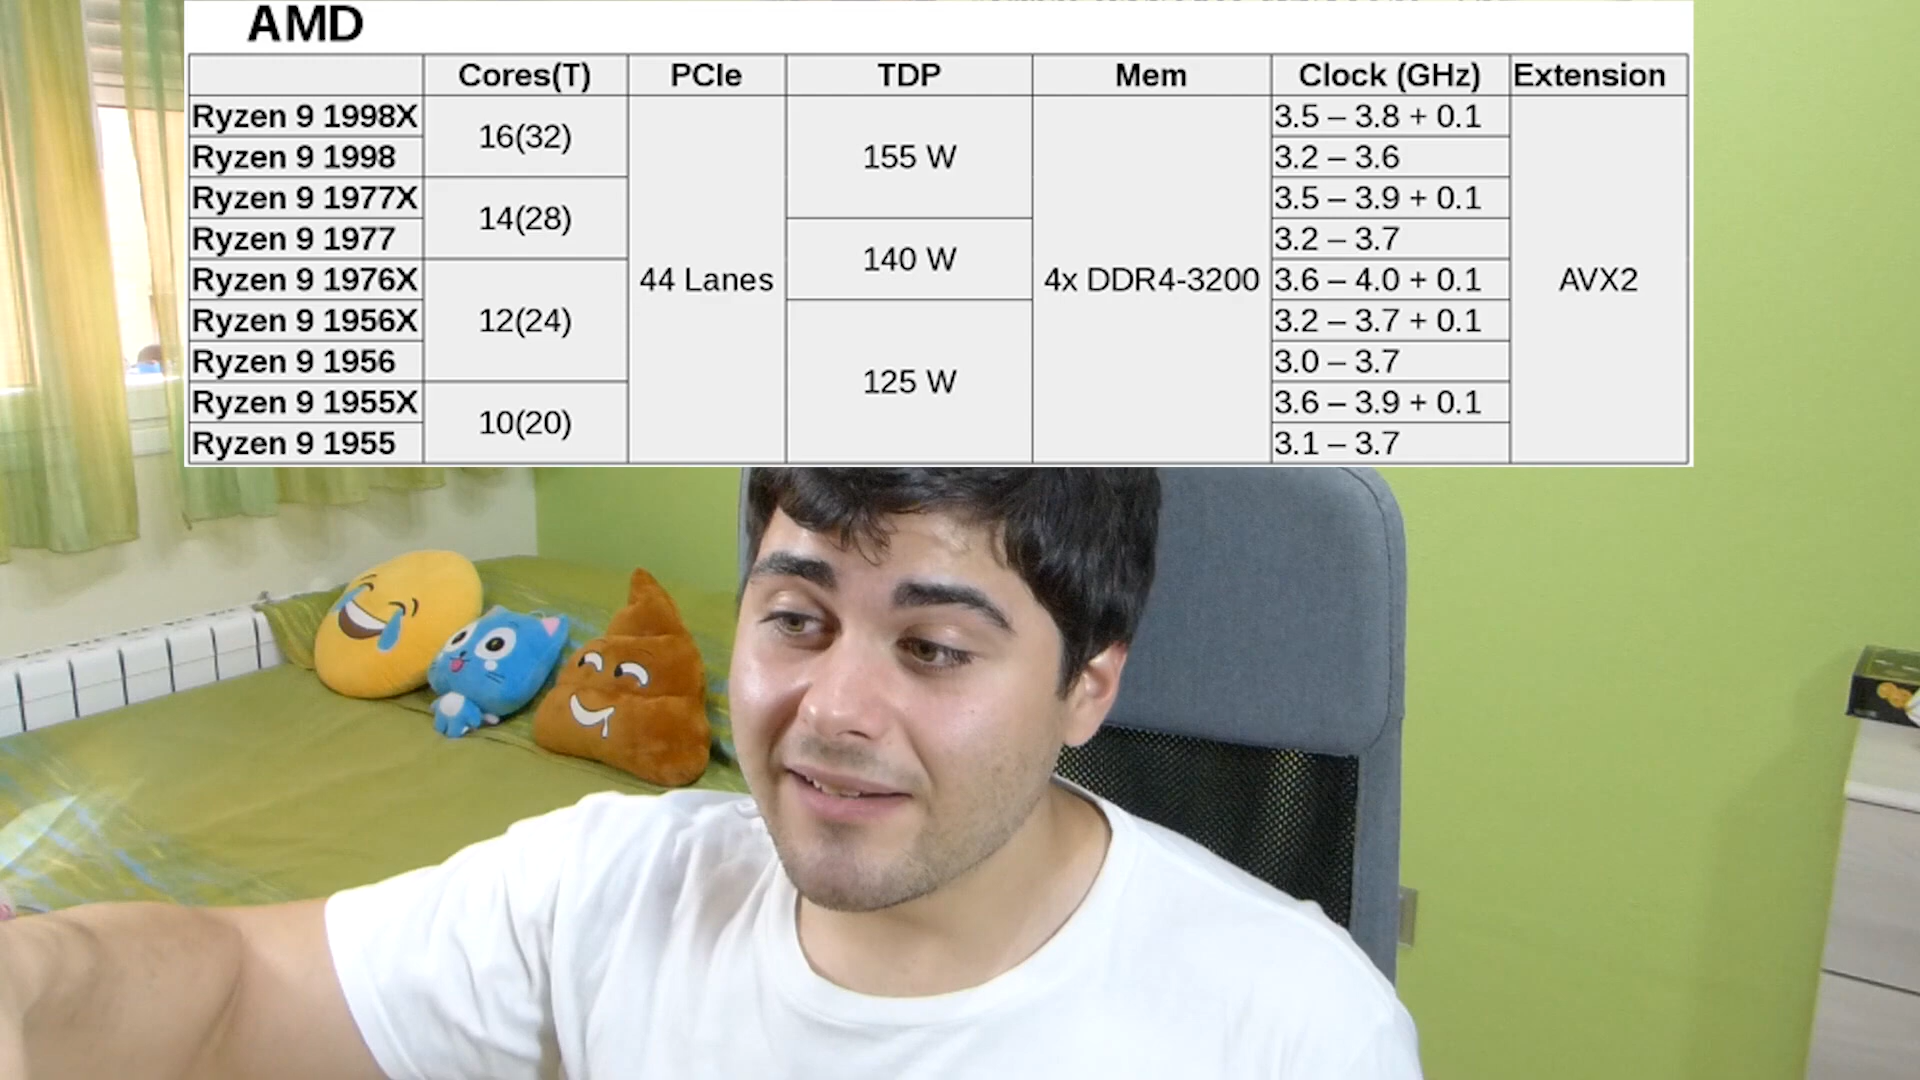 AMD
Cores(T) PCIe TDP Mem Clock (GHz) Extension
Ryzen 9 1998X 16(32) 44 Lanes 155 W 4x DDR4-3200 3.5 – 3.8 + 0.1 AVX2
Ryzen 9 1998 3.2 – 3.6
Ryzen 9 1977X 14(28) 3.5 – 3.9 + 0.1
Ryzen 9 1977 140 W 3.2 – 3.7
Ryzen 9 1976X 12(24) 3.6 – 4.0 + 0.1
Ryzen 9 1956X 125 W 3.2 – 3.7 + 0.1
Ryzen 9 1956 3.0 – 3.7
Ryzen 9 1955X 10(20) 3.6 – 3.9 + 0.1
Ryzen 9 1955 3.1 – 3.7